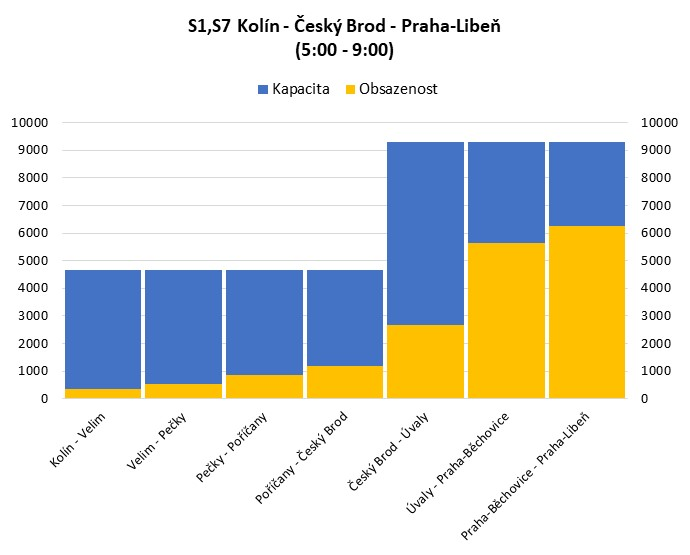 S1,S7 Kolín - Český Brod - Praha-Libeň
(5:00 - 9:00)
Kapacita
Obsazenost
10000 10000
9000 9000
8000 8000
7000 7000
6000 6000
5000 5000
4000 4000
3000 3000
2000 2000
1000 1000
0 0
Kolín - Velim
Velim - Pečky
Pečky - Poříčany
Poříčany - Český Brod
Český Brod - Úvaly
Úvaly - Praha-Běchovice
Praha-Běchovice - Praha-Libeň